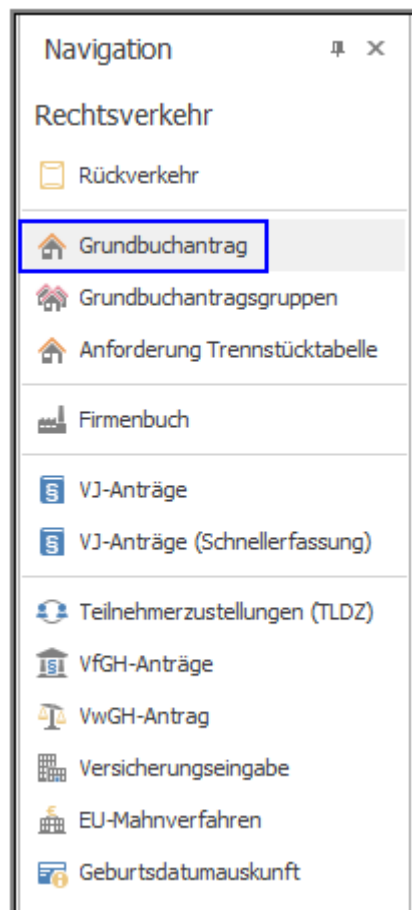 Navigation
Rechtsverkehr
Rückverkehr
Grundbuchantrag
Grundbuchantragsgruppen
Anforderung Trennstücktabelle
Firmenbuch
VJ-Anträge
VJ-Anträge (Schnellerfassung)
Teilnehmerzustellungen (TLDZ)
VfGH-Anträge
VwGH-Antrag
Versicherungseingabe
EU-Mahnverfahren
Geburtsdatumauskunft